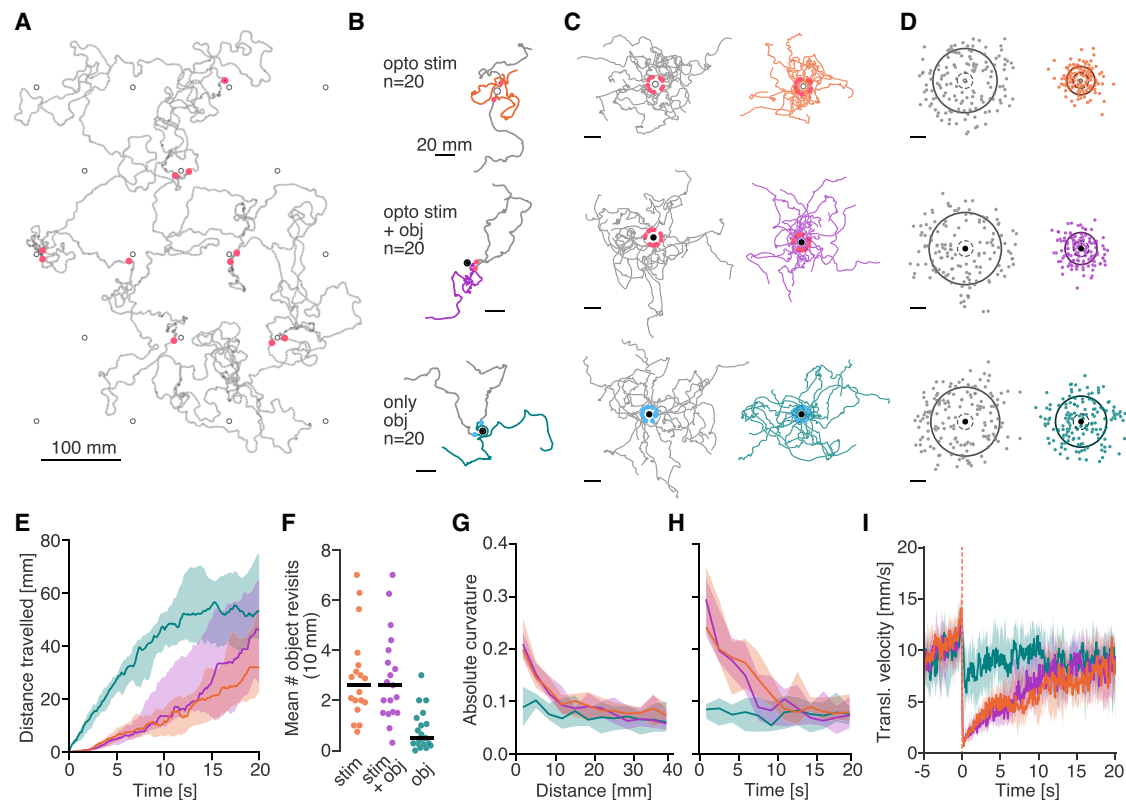 A
B
C
D
opto stim
n=20
20 mm
opto stim
+ obj
n=20
only
obj
n=20
100 mm
E
F
G
H
I
Distance travelled [mm]
80
60
40
20
0
0 5 10 15 20
Time [s]
Mean # object revisits
(10 mm)
8
6
4
2
0
stim
stim
+ obj
obj
Absolute curvature
0.4
0.3
0.2
0.1
0.0
0 10 20 30 40
Distance [mm]
0 5 10 15 20
Time [s]
Transl. velocity [mm/s]
20
15
10
5
0
-5 0 5 10 15 20
Time [s]